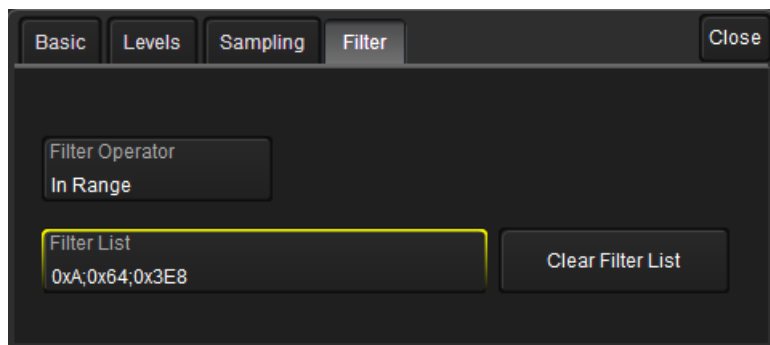 Basic Levels Sampling Filter Close
Filter Operator
In Range
Filter List
0xA;0x64;0x3E8
Clear Filter List